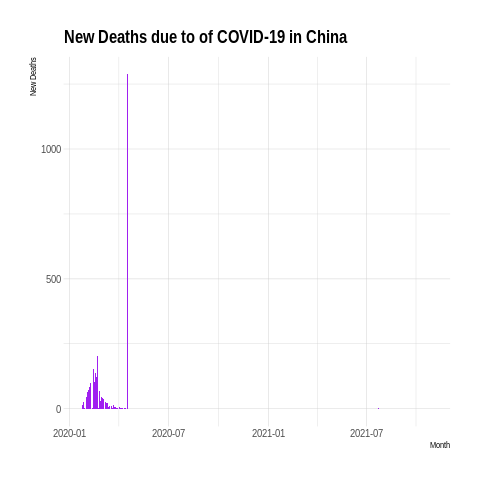 New Deaths due to of COVID-19 in China
New Deaths
1000
500
0
2020-01 2020-07 2021-01 2021-07
Month